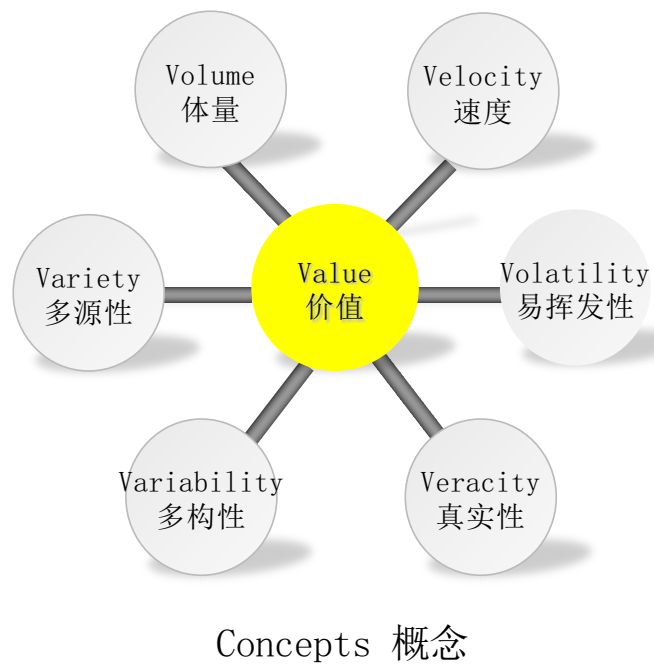 Volume
体量
Velocity
速度
Variety
多源性
Value
价值
Volatility
易挥发性
Variability
多构性
Veracity
真实性
Concepts 概念